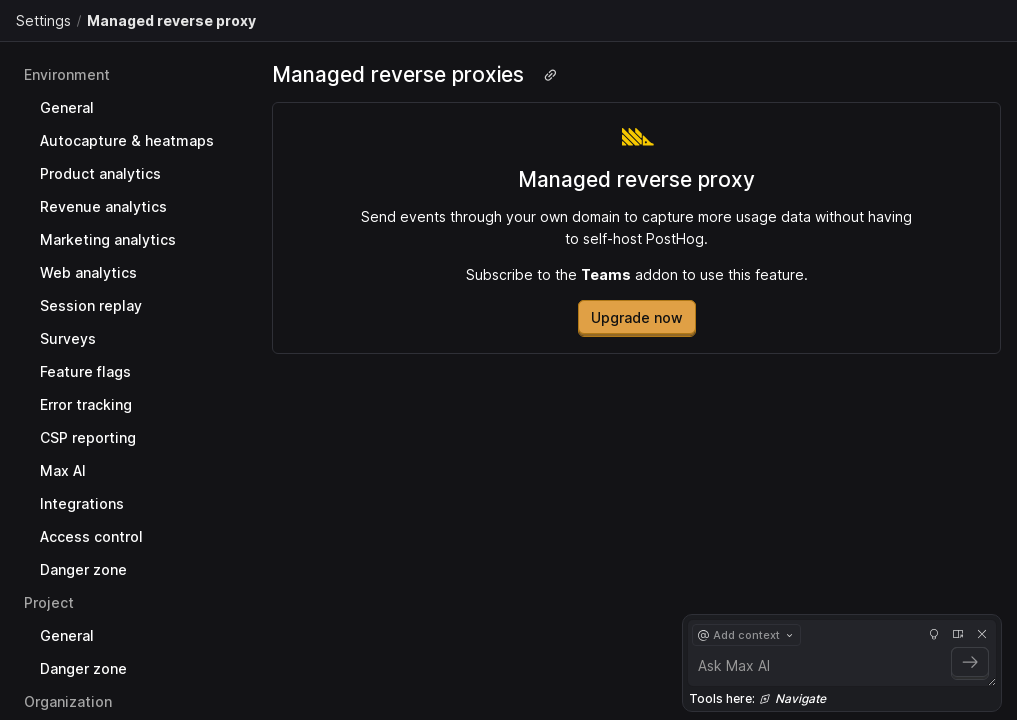 Settings / Managed reverse proxy
Environment
General
Autocapture & heatmaps
Product analytics
Revenue analytics
Marketing analytics
Web analytics
Session replay
Surveys
Feature flags
Error tracking
CSP reporting
Max AI
Integrations
Access control
Danger zone
Project
General
Danger zone
Organization
Managed reverse proxies
Managed reverse proxy
Send events through your own domain to capture more usage data without having
to self-host PostHog.
Subscribe to the Teams addon to use this feature.
Upgrade now
@ Add context
Ask Max AI
Tools here: Navigate